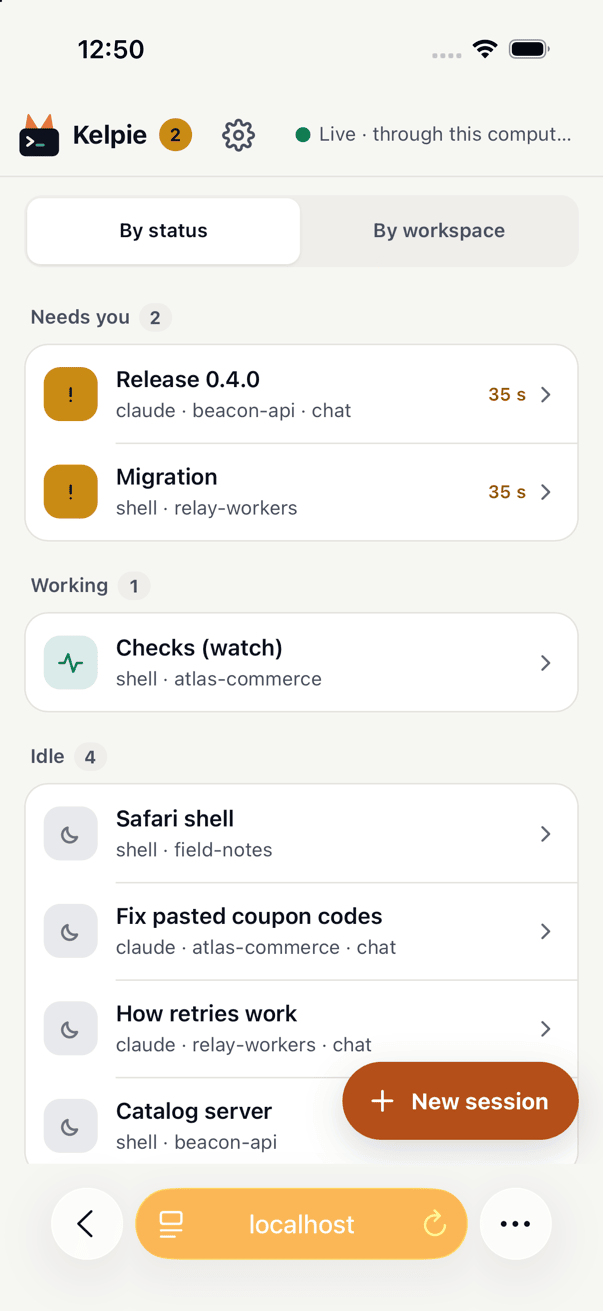 12:50
>-
Kelpie 2 Live · through this comput...
By status By workspace
Needs you 2
! Release 0.4.0
claude · beacon-api · chat
35 s
! Migration
shell · relay-workers
35 s
Working 1
Checks (watch)
shell · atlas-commerce
Idle 4
Safari shell
shell · field-notes
Fix pasted coupon codes
claude · atlas-commerce · chat
How retries work
claude · relay-workers · chat
Catalog server
shell · beacon-api
+ New session
localhost